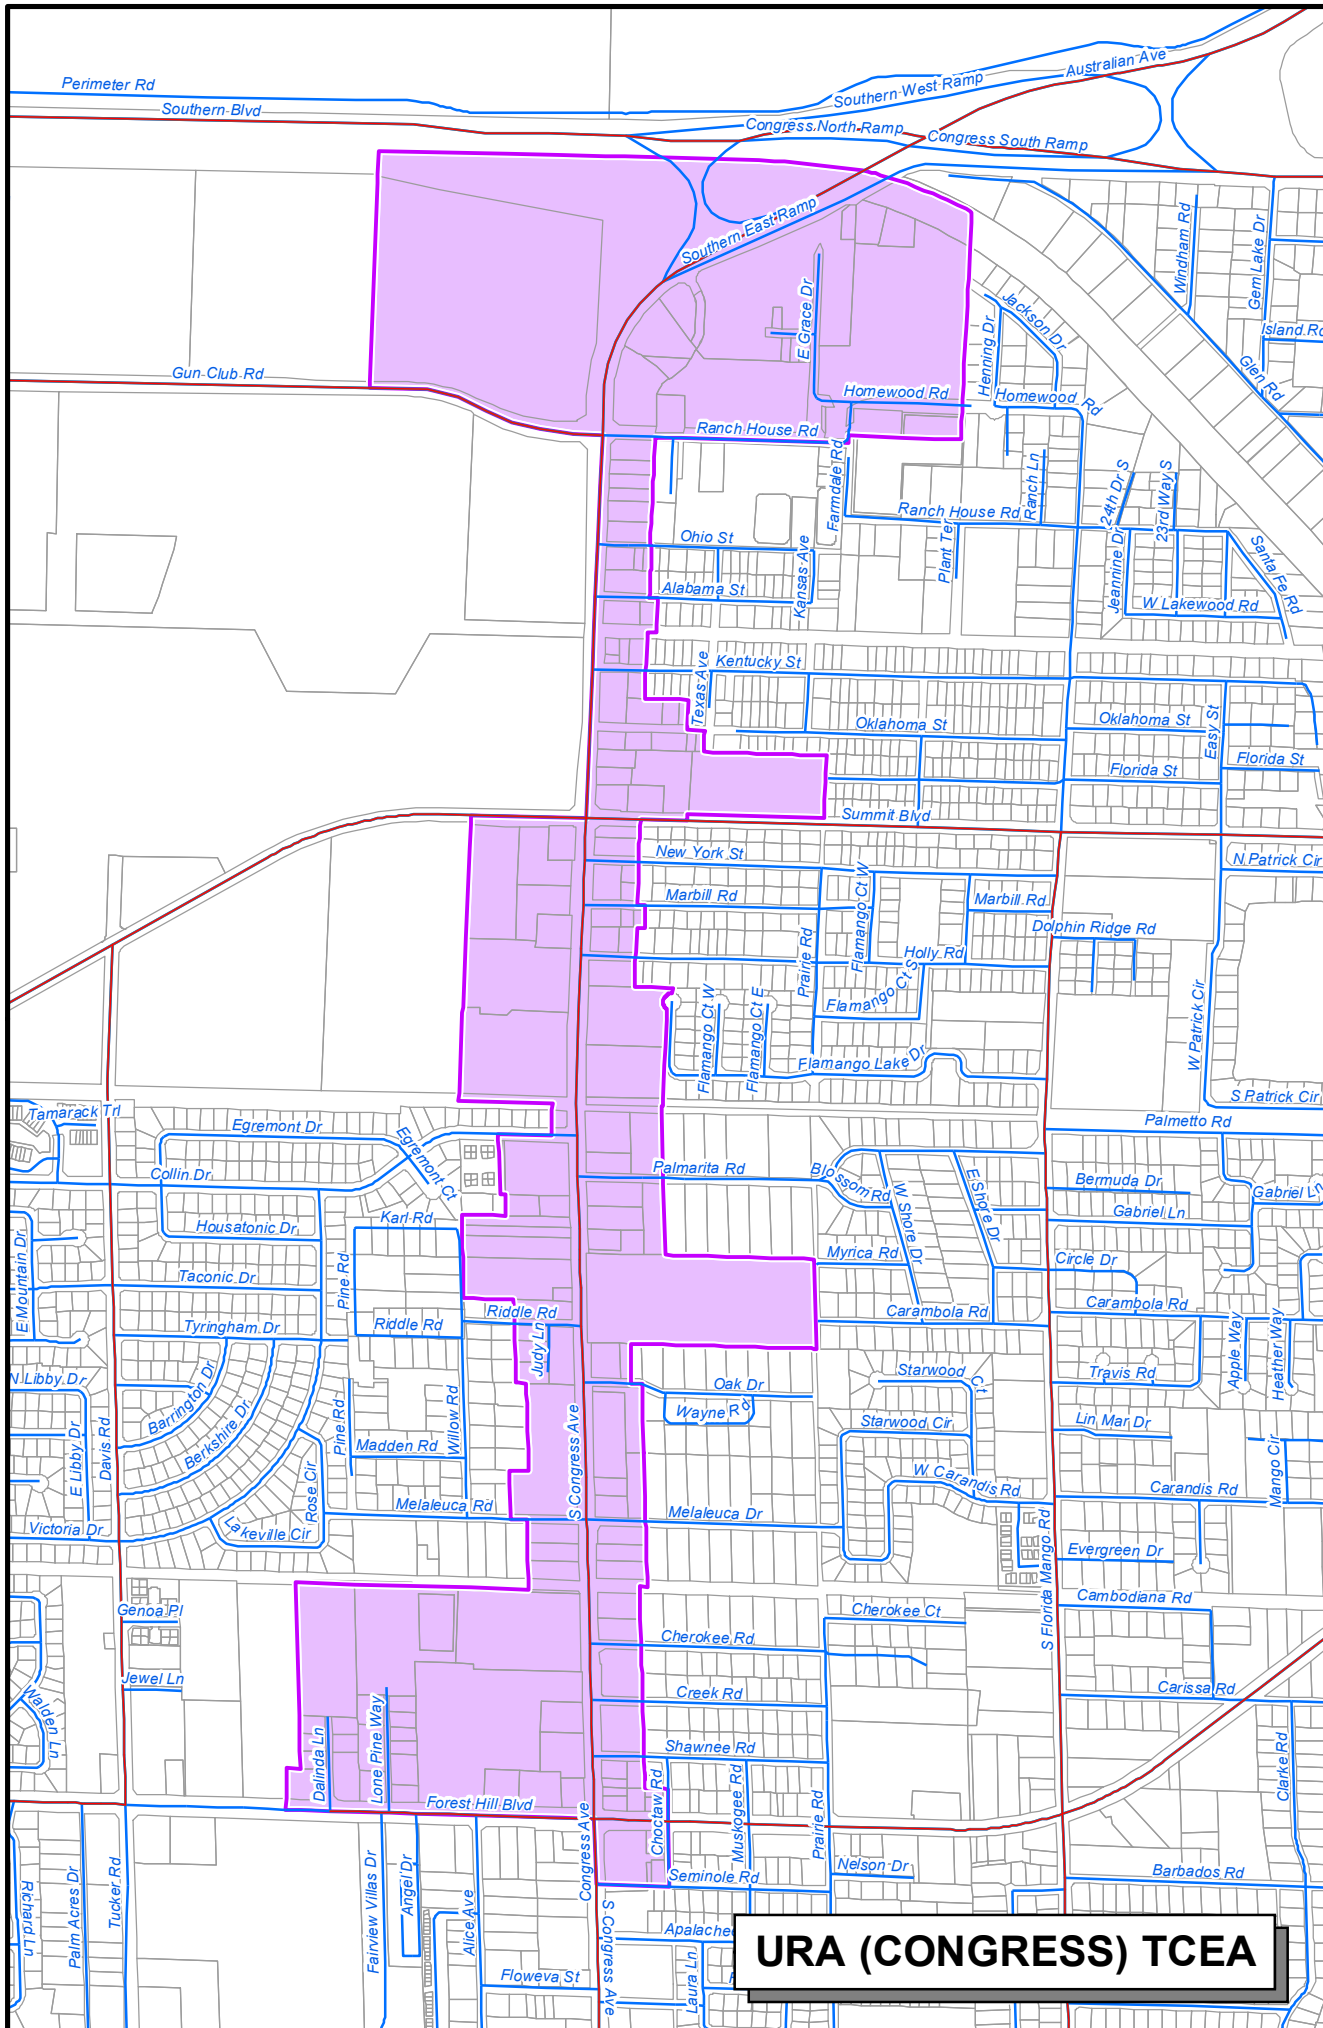 Perimeter Rd
Southern Blvd
Southern West Ramp
Australian Ave
Congress North Ramp
Congress South Ramp
Southern East Ramp
Windham Rd
Gem Lake Dr
Island Rd
Glen Rd
E Grace Dr
Jackson Dr
Henning Dr
Gun Club Rd
Homewood Rd
Homewood Rd
Ranch House Rd
Farmdale Rd
Ranch Ln
24th Dr S
23rd Way S
Ranch House Rd
Ohio St
Kansas Ave
Plant Ter
Jeannine Dr
Santa Fe Rd
Alabama St
W Lakewood Rd
Kentucky St
Texas Ave
Oklahoma St
Oklahoma St
Easy St
Florida St
Florida St
Summit Blvd
New York St
N Patrick Cir
Marbill Rd
Flamango Ct W
Marbill Rd
Dolphin Ridge Rd
Prairie Rd
Holly Rd
Flamango Ct S
Flamango Ct W
Flamango Ct E
W Patrick Cir
Flamango Lake Dr
S Patrick Cir
Tamarack Trl
Egremont Dr
Egremont Ct
Palmetto Rd
Collin Dr
Palmarita Rd
Blossom Rd
W Shore Dr
E Shore Dr
Bermuda Dr
Gabriel Ln
Gabriel Ln
Karl Rd
Housatonic Dr
E Mountain Dr
Pine Rd
Myrica Rd
Circle Dr
Taconic Dr
Riddle Rd
Carambola Rd
Carambola Rd
Tyringham Dr
Riddle Rd
Judy Ln
Apple Way
Heather Way
N Libby Dr
Barrington Dr
Starwood Ct
Travis Rd
Oak Dr
Wayne Rd
Berkshire Dr
E Libby Dr
Davis Rd
Pine Rd
Willow Rd
Madden Rd
S Congress Ave
Starwood Cir
Lin Mar Dr
Mango Cir
W Carandis Rd
Carandis Rd
Rose Cir
Melaleuca Rd
Melaleuca Dr
Victoria Dr
Lakeville Cir
Evergreen Dr
S Florida Mango Rd
Genoa Pl
Cherokee Ct
Cambodiana Rd
Cherokee Rd
Jewel Ln
Creek Rd
Carissa Rd
Walden Ln
Dalinda Ln
Lone Pine Way
Shawnee Rd
Clarke Rd
Forest Hill Blvd
Choctaw Rd
Muskogee Rd
Prairie Rd
Congress Ave
Seminole Rd
Nelson Dr
Barbados Rd
Richard Ln
Palm Acres Dr
Tucker Rd
Fairview Villas Dr
Angel Dr
Alice Ave
S Congress Ave
Apalachee
Floweva St
Laura Ln
URA (CONGRESS) TCEA